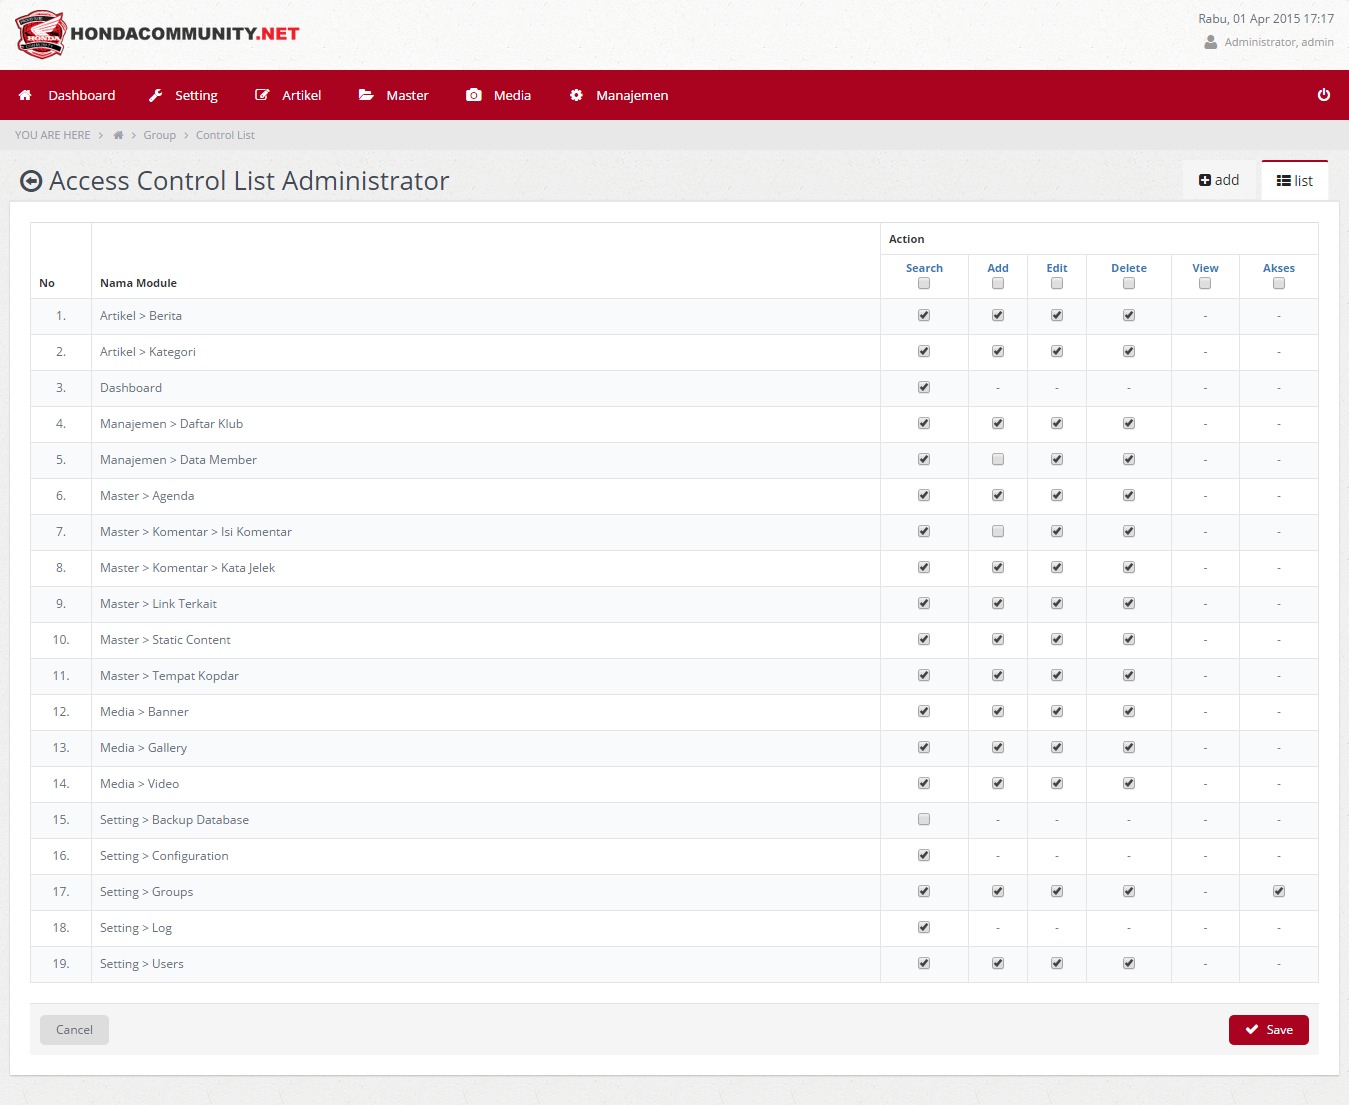 HONDACOMMUNITY.NET
Rabu, 01 Apr 2015 17:17
Administrator, admin
Dashboard Setting Artikel Master Media Manajemen
YOU ARE HERE > > Group > Control List
Access Control List Administrator
add list
No Nama Module Action
Search Add Edit Delete View Akses
1. Artikel > Berita - -
2. Artikel > Kategori - -
3. Dashboard - - - - -
4. Manajemen > Daftar Klub - -
5. Manajemen > Data Member - -
6. Master > Agenda - -
7. Master > Komentar > Isi Komentar - -
8. Master > Komentar > Kata Jelek - -
9. Master > Link Terkait - -
10. Master > Static Content - -
11. Master > Tempat Kopdar - -
12. Media > Banner - -
13. Media > Gallery - -
14. Media > Video - -
15. Setting > Backup Database - - - - -
16. Setting > Configuration - - - - -
17. Setting > Groups -
18. Setting > Log - - - - -
19. Setting > Users - -
Cancel Save